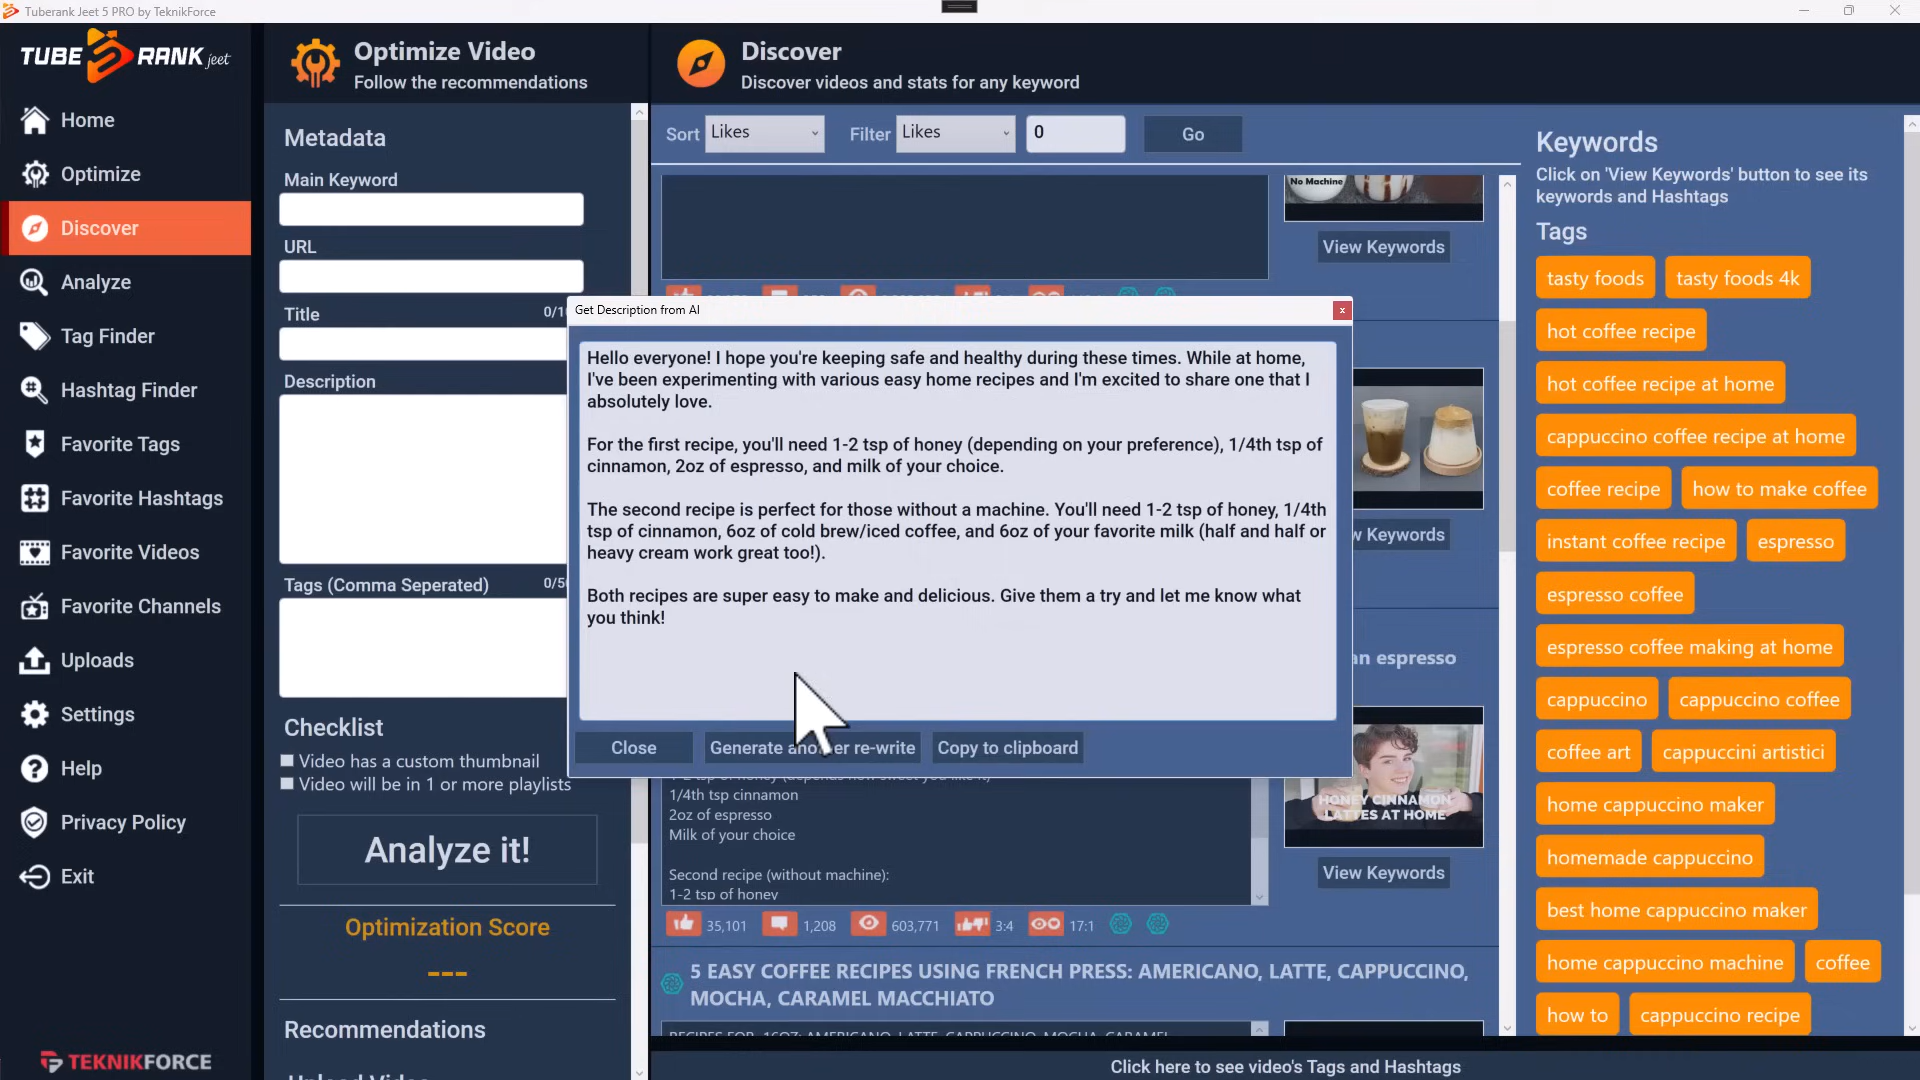 Tuberank Jeet 5 PRO by TeknikForce
TUBE RANK jeet
Home
Optimize
Discover
Analyze
Tag Finder
Hashtag Finder
Favorite Tags
Favorite Hashtags
Favorite Videos
Favorite Channels
Uploads
Settings
Help
Privacy Policy
Exit
TEKNIKFORCE
Optimize Video
Follow the recommendations
Metadata
Main Keyword
URL
Title
Description
Tags (Comma Seperated)
Checklist
Video has a custom thumbnail
Video will be in 1 or more playlists
Analyze it!
Optimization Score
---
Recommendations
Discover
Discover videos and stats for any keyword
Sort Likes Filter Likes 0 Go
No Machine
View Keywords
Get Description from AI
Hello everyone! I hope you're keeping safe and healthy during these times. While at home,
I've been experimenting with various easy home recipes and I'm excited to share one that I
absolutely love.
For the first recipe, you'll need 1-2 tsp of honey (depending on your preference), 1/4th tsp of
cinnamon, 2oz of espresso, and milk of your choice.
The second recipe is perfect for those without a machine. You'll need 1-2 tsp of honey, 1/4th
tsp of cinnamon, 6oz of cold brew/iced coffee, and 6oz of your favorite milk (half and half or
heavy cream work great too!).
Both recipes are super easy to make and delicious. Give them a try and let me know what
you think!
Close
Generate another re-write
Copy to clipboard
Keywords
espresso
1/4th tsp cinnamon
2oz of espresso
Milk of your choice
Second recipe (without machine):
1-2 tsp of honey
35,101 1,208 603,771 3:4 17:1
HONEY CINNAMON
LATTES AT HOME
View Keywords
5 EASY COFFEE RECIPES USING FRENCH PRESS: AMERICANO, LATTE, CAPPUCCINO,
MOCHA, CARAMEL MACCHIATO
Click here to see video's Tags and Hashtags
Keywords
Click on 'View Keywords' button to see its
keywords and Hashtags
Tags
tasty foods tasty foods 4k
hot coffee recipe
hot coffee recipe at home
cappuccino coffee recipe at home
coffee recipe how to make coffee
instant coffee recipe espresso
espresso coffee
espresso coffee making at home
cappuccino cappuccino coffee
coffee art cappuccini artistici
home cappuccino maker
homemade cappuccino
best home cappuccino maker
home cappuccino machine coffee
how to cappuccino recipe